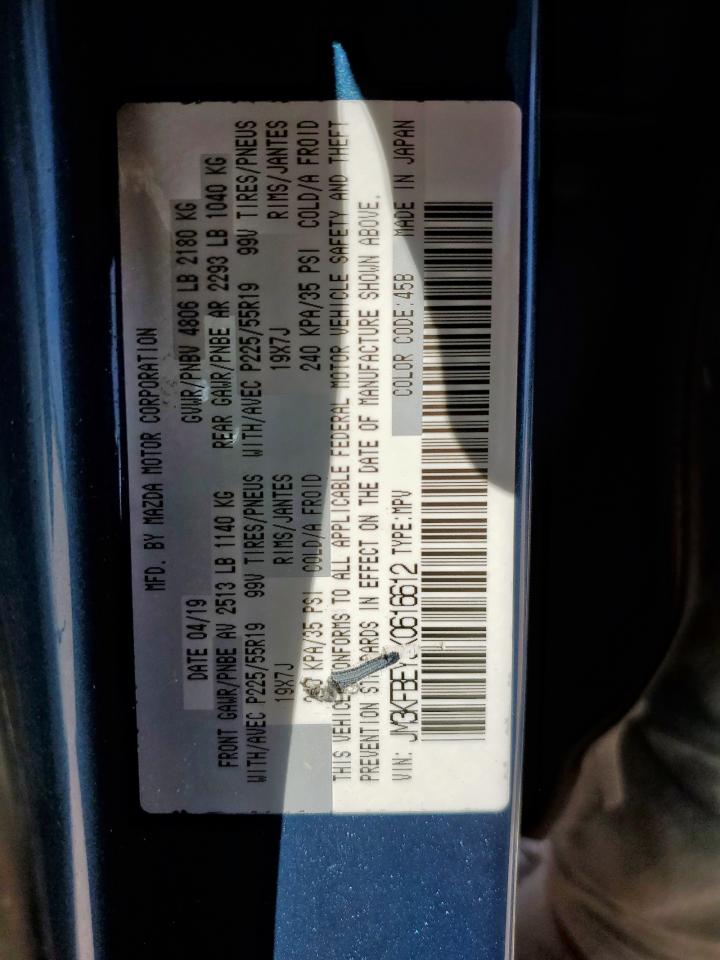 MFD. BY MAZDA MOTOR CORPORATION
DATE 04/19 GVWR/PNBV 4806 LB 2180 KG
FRONT GAWR/PNBE AV 2513 LB 1140 KG REAR GAWR/PNBE AR 2293 LB 1040 KG
WITH/AVEC P225/55R19 99V TIRES/PNEUS WITH/AVEC P225/55R19 99V TIRES/PNEUS
19X7J RIMS/JANTES 19X7J RIMS/JANTES
KPA/35 PSI COLD/A FROID 240 KPA/35 PSI COLD/A FROID
THIS VEHICLE CONFORMS TO ALL APPLICABLE FEDERAL MOTOR VEHICLE SAFETY AND THEFT
PREVENTION STANDARDS IN EFFECT ON THE DATE OF MANUFACTURE SHOWN ABOVE.
VIN: TYPE:MPV COLOR CODE:45B MADE IN JAPAN